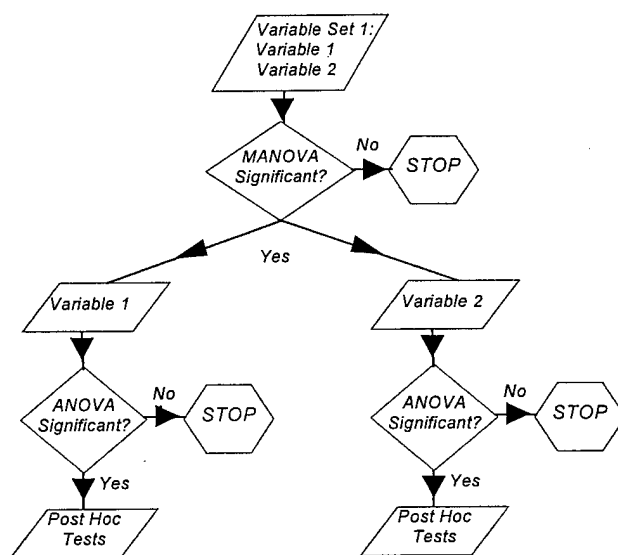 Variable Set 1:
Variable 1
Variable 2
MANOVA
Significant?
No
STOP
Yes
Variable 1
Variable 2
ANOVA
Significant?
No
STOP
ANOVA
Significant?
No
STOP
Yes
Yes
Post Hoc
Tests
Post Hoc
Tests